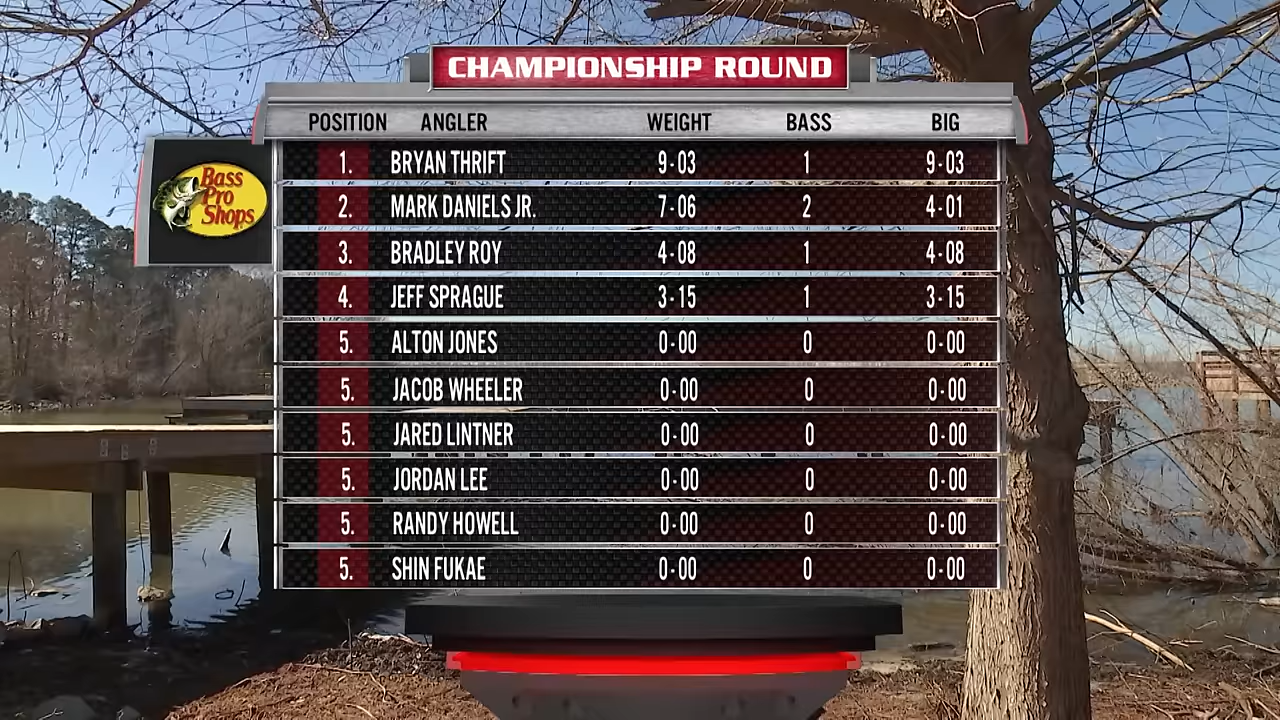 CHAMPIONSHIP ROUND
POSITION ANGLER WEIGHT BASS BIG
Bass
Pro
Shops
1. BRYAN THRIFT 9-03 1 9-03
2. MARK DANIELS JR. 7-06 2 4-01
3. BRADLEY ROY 4-08 1 4-08
4. JEFF SPRAGUE 3-15 1 3-15
5. ALTON JONES 0-00 0 0-00
5. JACOB WHEELER 0-00 0 0-00
5. JARED LINTNER 0-00 0 0-00
5. JORDAN LEE 0-00 0 0-00
5. RANDY HOWELL 0-00 0 0-00
5. SHIN FUKAE 0-00 0 0-00